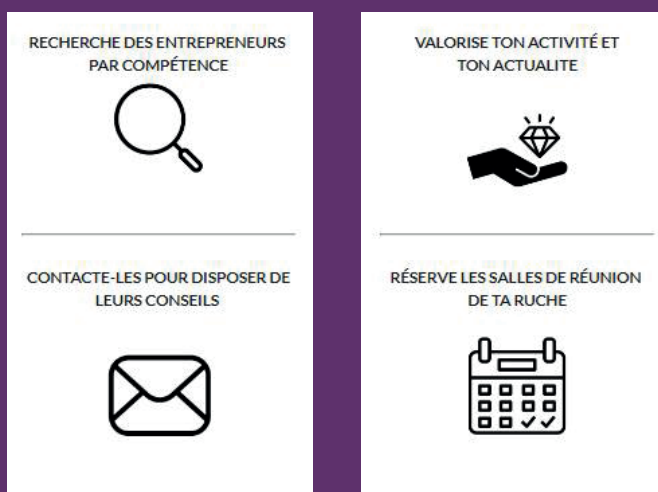 RECHERCHE DES ENTREPRENEURS
PAR COMPÉTENCE
CONTACTE-LES POUR DISPOSER DE
LEURS CONSEILS
VALORISE TON ACTIVITÉ ET
TON ACTUALITE
RÉSERVE LES SALLES DE RÉUNION
DE TA RUCHE